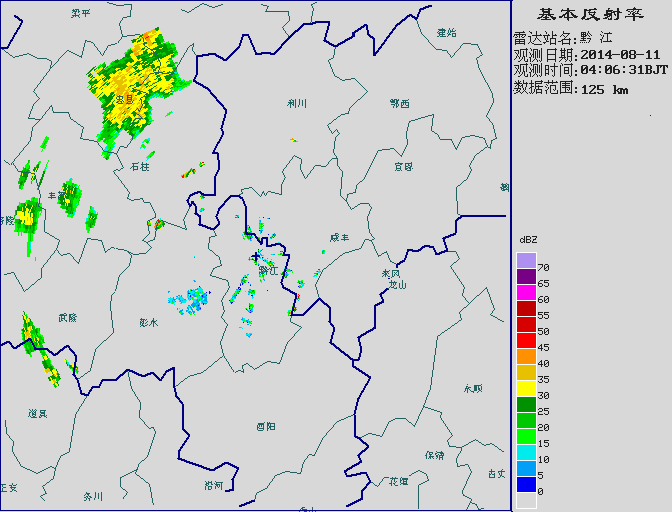 基本反射率
雷达站名:黔 江
观测日期:2014-08-11
观测时间:04:06:31BJT
数据范围:125 km
梁平
建始
忠县
利川
鄂西
石柱
宣恩
丰都
涪陵
咸丰
黔江
来凤
龙山
武隆
彭水
道真
酉阳
永顺
保靖
古丈
花垣
正安
务川
沿河
dBZ
70
65
60
55
50
45
40
35
30
25
20
15
10
5
0